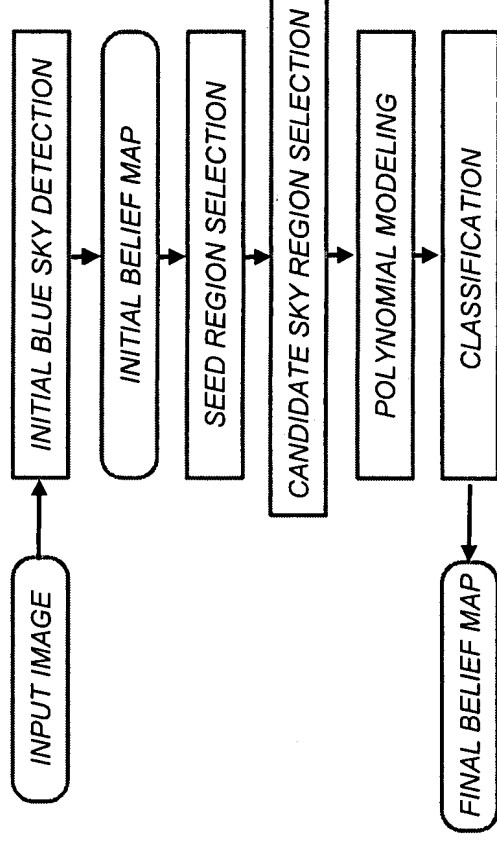 INPUT IMAGE
INITIAL BLUE SKY DETECTION
INITIAL BELIEF MAP
SEED REGION SELECTION
CANDIDATE SKY REGION SELECTION
POLYNOMIAL MODELING
CLASSIFICATION
FINAL BELIEF MAP